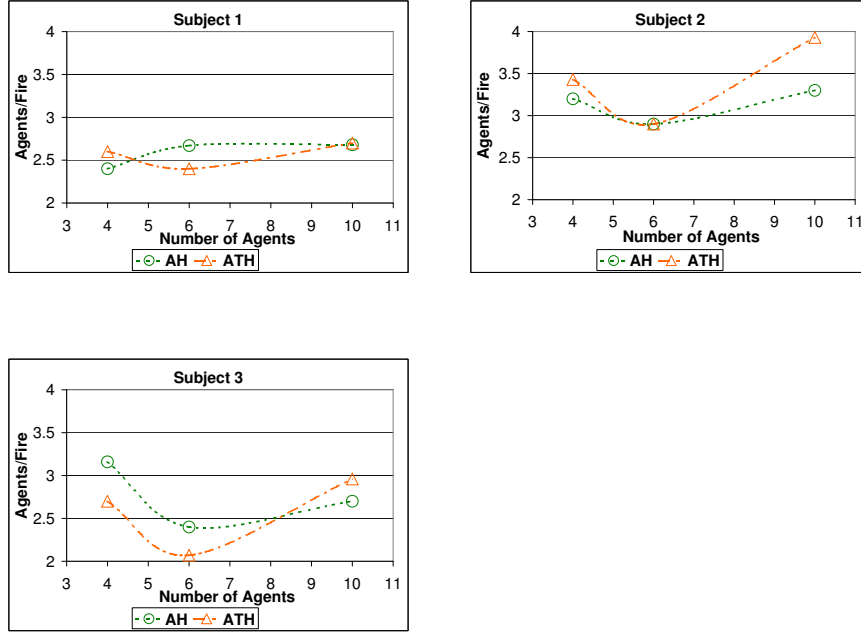 Subject 1
4
3.5
3
2.5
2
Agents/Fire
3 4 5 6 7 8 9 10 11
Number of Agents
AH ATH
Subject 2
4
3.5
3
2.5
2
Agents/Fire
3 4 5 6 7 8 9 10 11
Number of Agents
AH ATH
Subject 3
4
3.5
3
2.5
2
Agents/Fire
3 4 5 6 7 8 9 10 11
Number of Agents
AH ATH